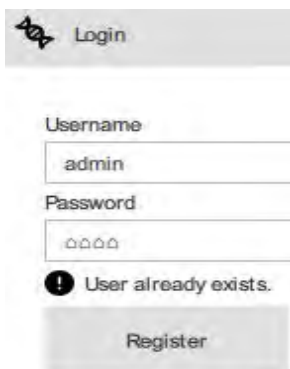 Login
Username
admin
Password
User already exists.
Register